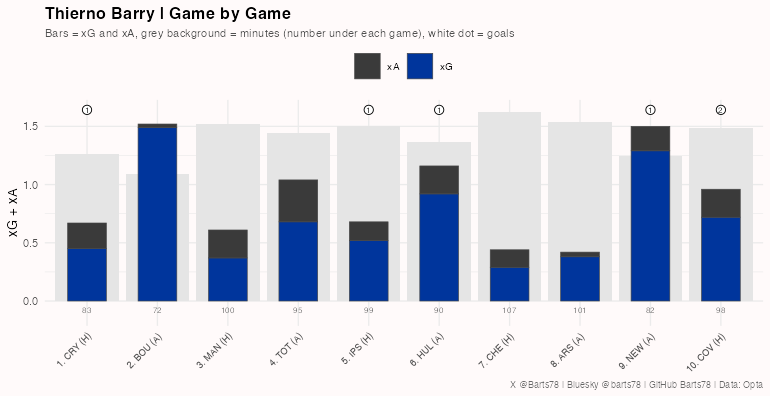 Thierno Barry | Game by Game
Bars = xG and xA, grey background = minutes (number under each game), white dot = goals
xA xG
xG + xA
1.5
1.0
0.5
0.0
1 1 1 1 2
83 72 100 95 99 90 107 101 82 98
1. CRY (H)
2. BOU (A)
3. MAN (H)
4. TOT (A)
5. IPS (H)
6. HUL (A)
7. CHE (H)
8. ARS (A)
9. NEW (A)
10. COV (H)
X @Barts78 | Bluesky @barts78 | GitHub Barts78 | Data: Opta